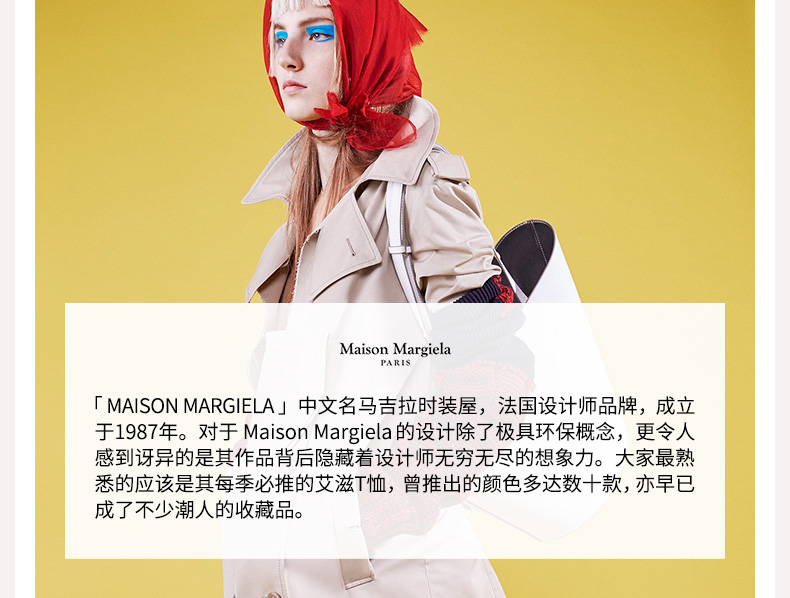 Maison Margiela
PARIS
「 MAISON MARGIELA 」中文名马吉拉时装屋，法国设计师品牌，成立
于1987年。对于 Maison Margiela 的设计除了极具环保概念，更令人
感到讶异的是其作品背后隐藏着设计师无穷无尽的想象力。大家最熟
悉的应该是其每季必推的艾滋T恤，曾推出的颜色多达数十款，亦早已
成了不少潮人的收藏品。